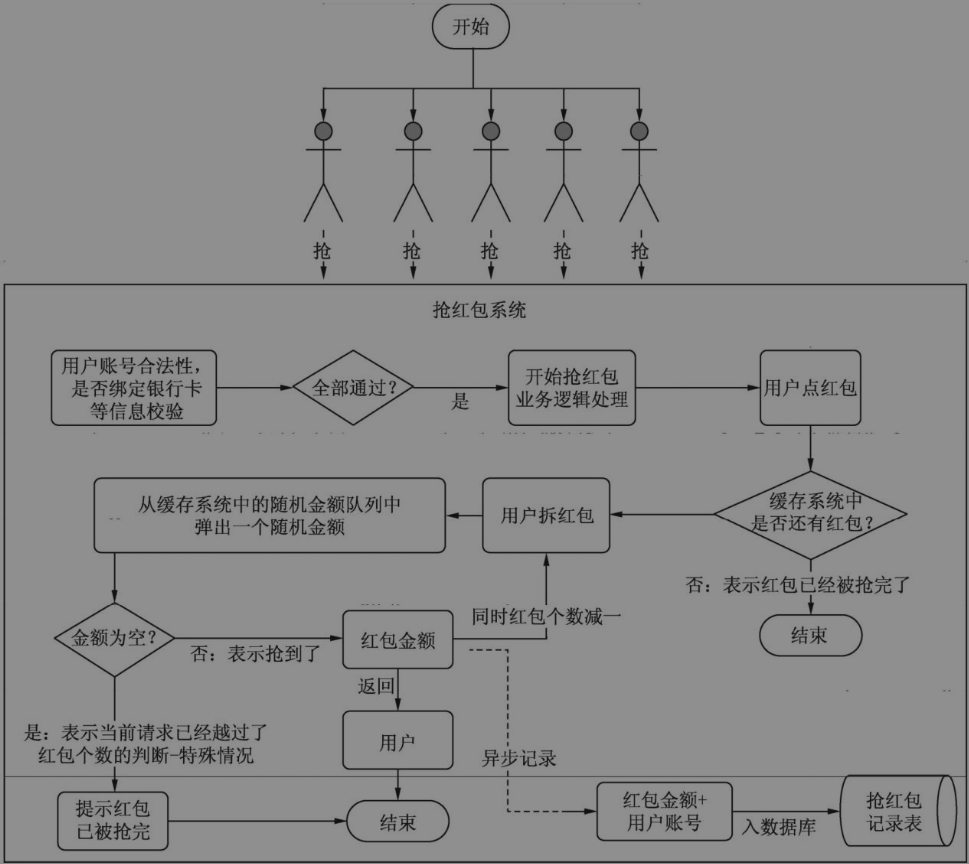 开始
抢
抢
抢
抢
抢
抢红包系统
用户账号合法性，
是否绑定银行卡
等信息校验
全部通过？
是
开始抢红包
业务逻辑处理
用户点红包
从缓存系统中的随机金额队列中
弹出一个随机金额
用户拆红包
缓存系统中
是否还有红包？
否：表示红包已经被抢完了
结束
金额为空？
否：表示抢到了
红包金额
同时红包个数减一
返回
是：表示当前请求已经越过了
红包个数的判断-特殊情况
用户
异步记录
提示红包
已被抢完
结束
红包金额+
用户账号
入数据库
抢红包
记录表